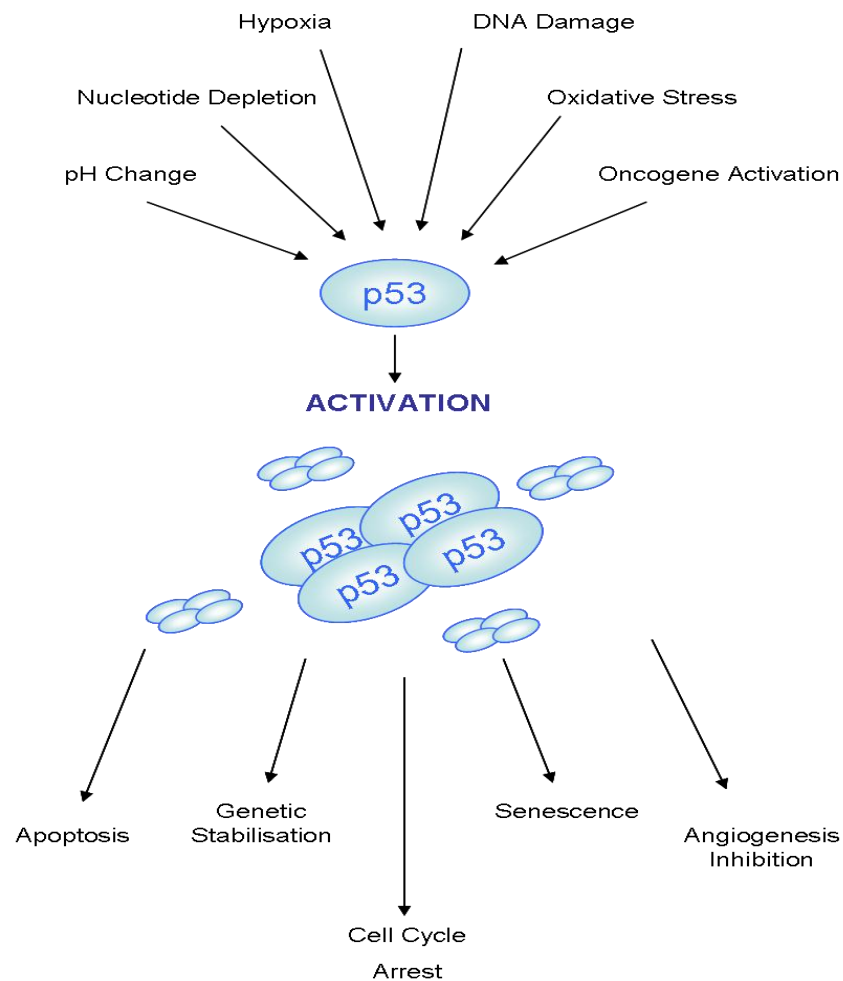 Hypoxia
DNA Damage
Nucleotide Depletion
Oxidative Stress
pH Change
Oncogene Activation
p53
ACTIVATION
p53
p53
p53
p53
Apoptosis
Genetic
Stabilisation
Senescence
Angiogenesis
Inhibition
Cell Cycle
Arrest